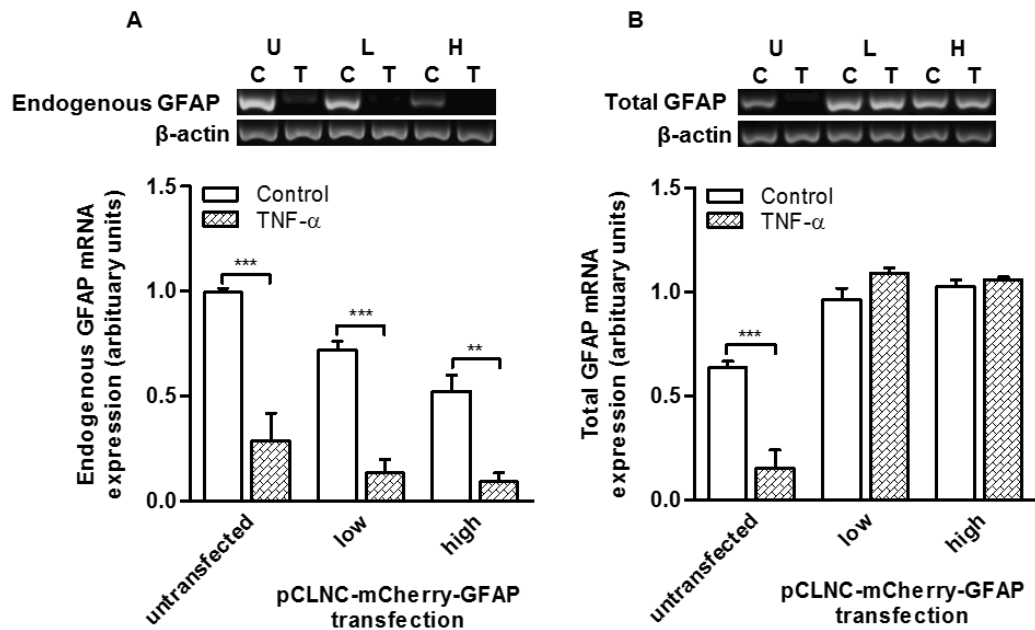 A
U L H
C T C T C T
Endogenous GFAP
β-actin
1.5
1.0
0.5
0.0
Endogenous GFAP mRNA
expression (arbituary units)
Control
TNF-α
***
***
**
untransfected
low
high
pCLNC-mCherry-GFAP
transfection
B
U L H
C T C T C T
Total GFAP
β-actin
1.5
1.0
0.5
0.0
Total GFAP mRNA
expression (arbituary units)
Control
TNF-α
***
untransfected
low
high
pCLNC-mCherry-GFAP
transfection